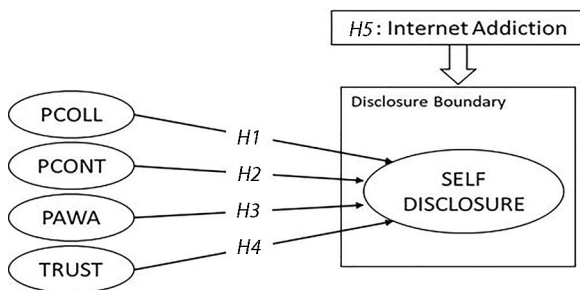 H5: Internet Addiction
Disclosure Boundary
PCOLL
H1
PCONT
H2
SELF
DISCLOSURE
PAWA
H3
H4
TRUST